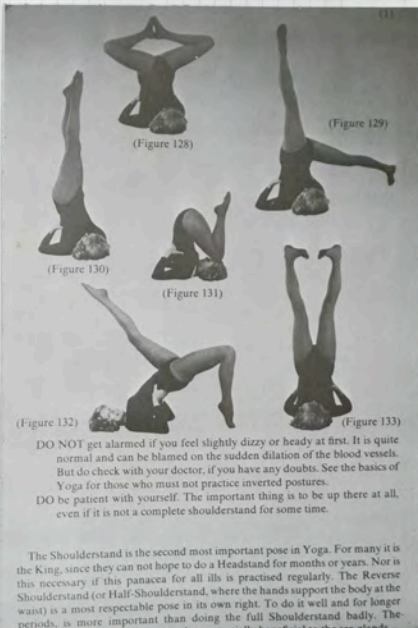 (1)
(Figure 128)
(Figure 129)
(Figure 130)
(Figure 131)
(Figure 132)
(Figure 133)
DO NOT get alarmed if you feel slightly dizzy or heady at first. It is quite
normal and can be blamed on the sudden dilation of the blood vessels.
But do check with your doctor, if you have any doubts. See the basics of
Yoga for those who must not practice inverted postures.
DO be patient with yourself. The important thing is to be up there at all,
even if it is not a complete shoulderstand for some time.
The Shoulderstand is the second most important pose in Yoga. For many it is
the King, since they can not hope to do a Headstand for months or years. Nor is
this necessary if this panacea for all ills is practised regularly. The Reverse
Shoulderstand (or Half-Shoulderstand, where the hands support the body at the
waist) is a most respectable pose in its own right. To do it well and for longer
periods, is more important than doing the full Shoulderstand badly. The